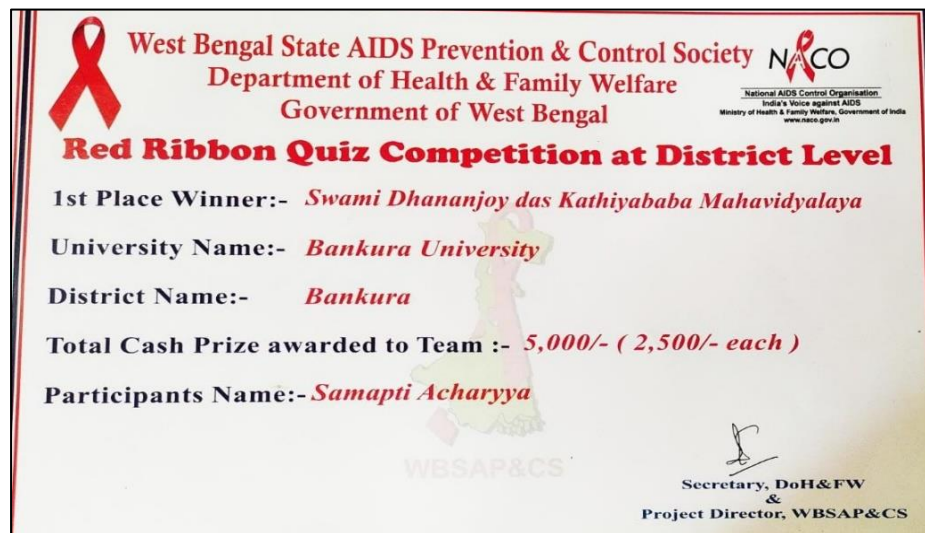 West Bengal State AIDS Prevention & Control Society
Department of Health & Family Welfare
Government of West Bengal
NACO
National AIDS Control Organisation
India's Voice against AIDS
Ministry of Health & Family Welfare, Government of India
www.naco.gov.in
Red Ribbon Quiz Competition at District Level
1st Place Winner:- Swami Dhananjoy das Kathiyababa Mahavidyalaya
University Name:- Bankura University
District Name:- Bankura
Total Cash Prize awarded to Team :- 5,000/- ( 2,500/- each )
Participants Name:- Samapti Acharyya
WBSAP&CS
Secretary, DoH&FW
&
Project Director, WBSAP&CS